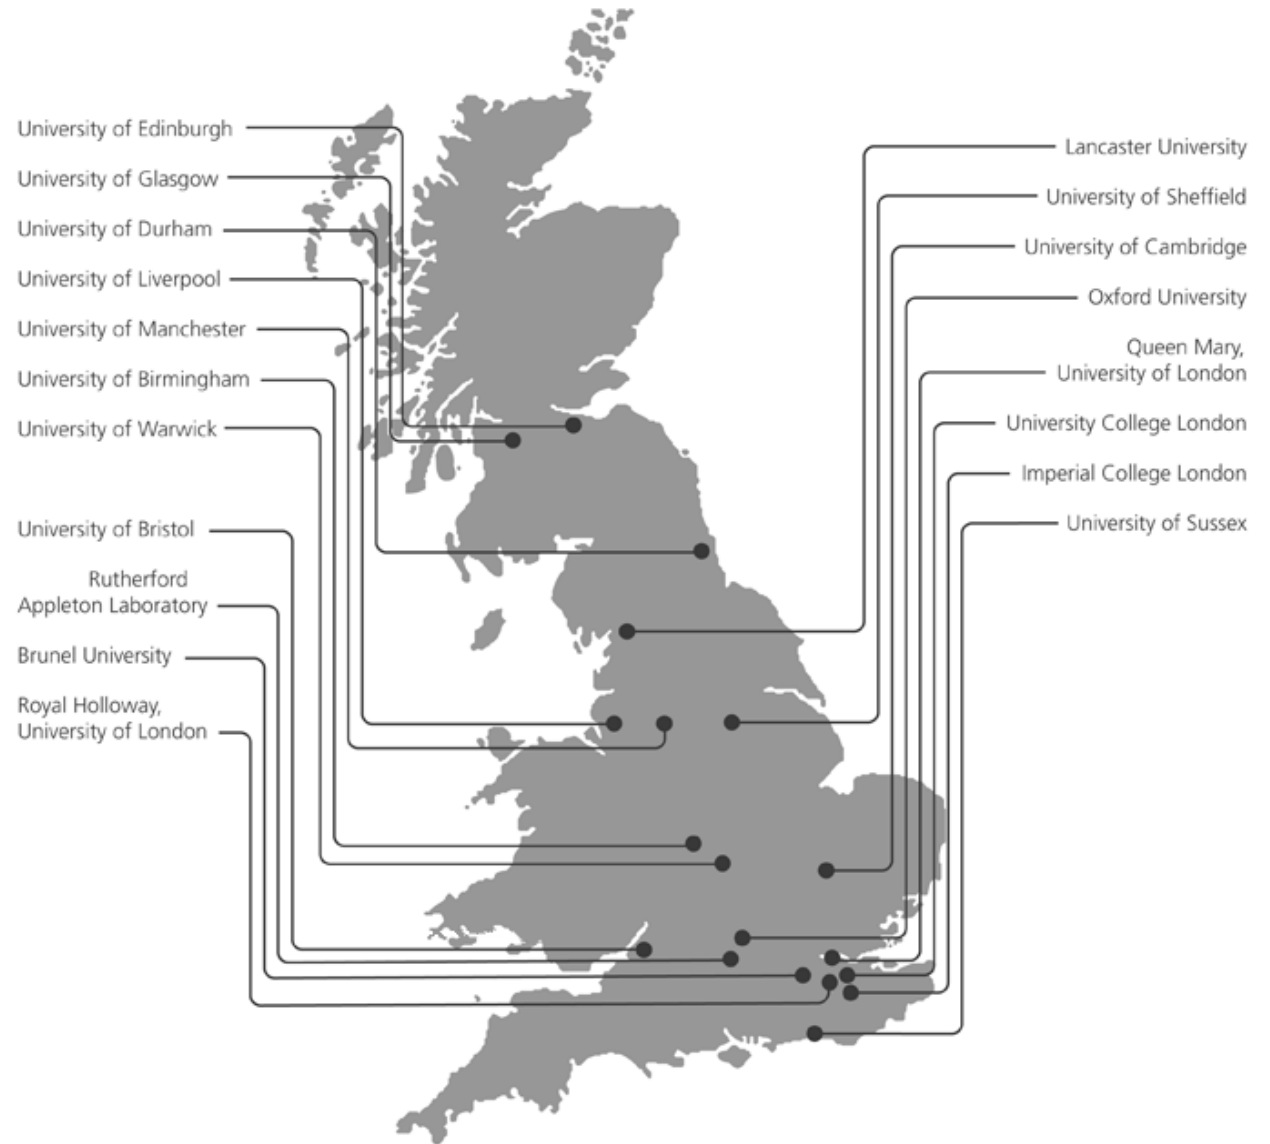 University of Edinburgh
University of Glasgow
University of Durham
University of Liverpool
University of Manchester
University of Birmingham
University of Warwick
University of Bristol
Rutherford
Appleton Laboratory
Brunel University
Royal Holloway,
University of London
Lancaster University
University of Sheffield
University of Cambridge
Oxford University
Queen Mary,
University of London
University College London
Imperial College London
University of Sussex